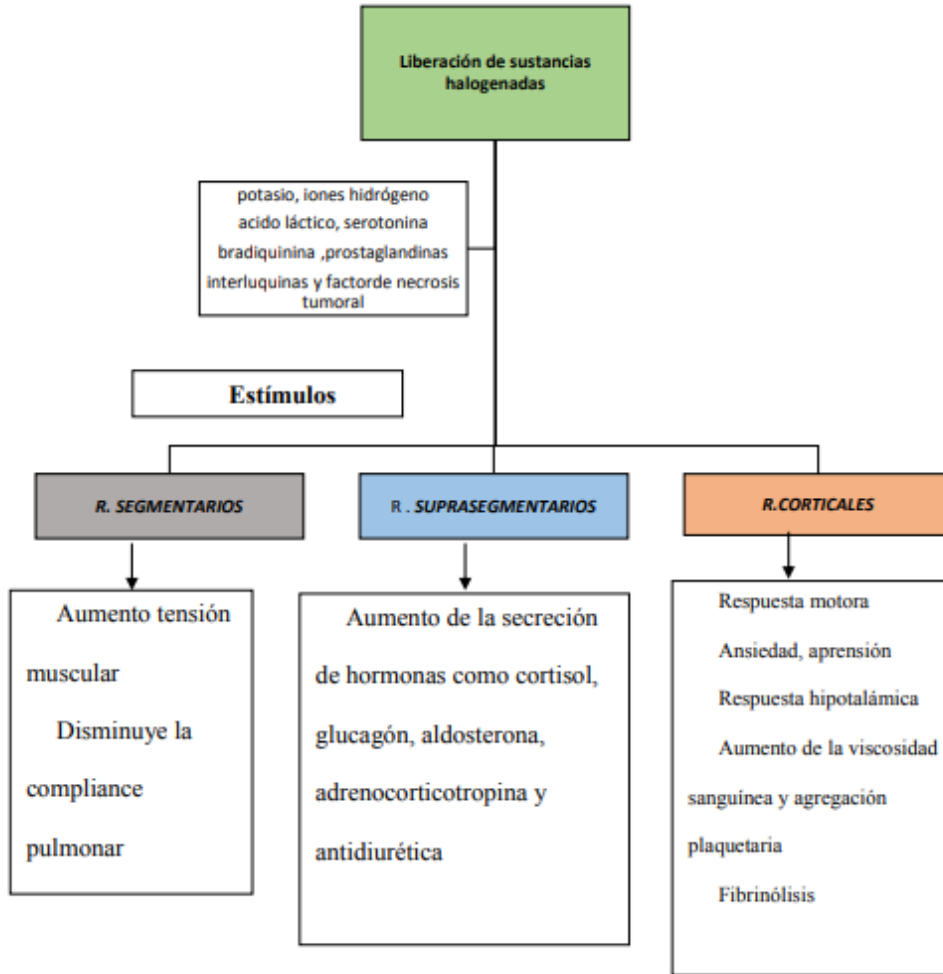 Liberación de sustancias
halogenadas
potasio, iones hidrógeno
acido láctico, serotonina
bradiquinina ,prostaglandinas
interluquinas y factorde necrosis
tumoral
Estímulos
R. SEGMENTARIOS
R . SUPRASEGMENTARIOS
R.CORTICALES
Aumento tensión
muscular
Disminuye la
compliance
pulmonar
Aumento de la secreción
de hormonas como cortisol,
glucagón, aldosterona,
adrenocorticotropina y
antidiurética
Respuesta motora
Ansiedad, aprensión
Respuesta hipotalámica
Aumento de la viscosidad
sanguínea y agregación
plaquetaria
Fibrinólisis